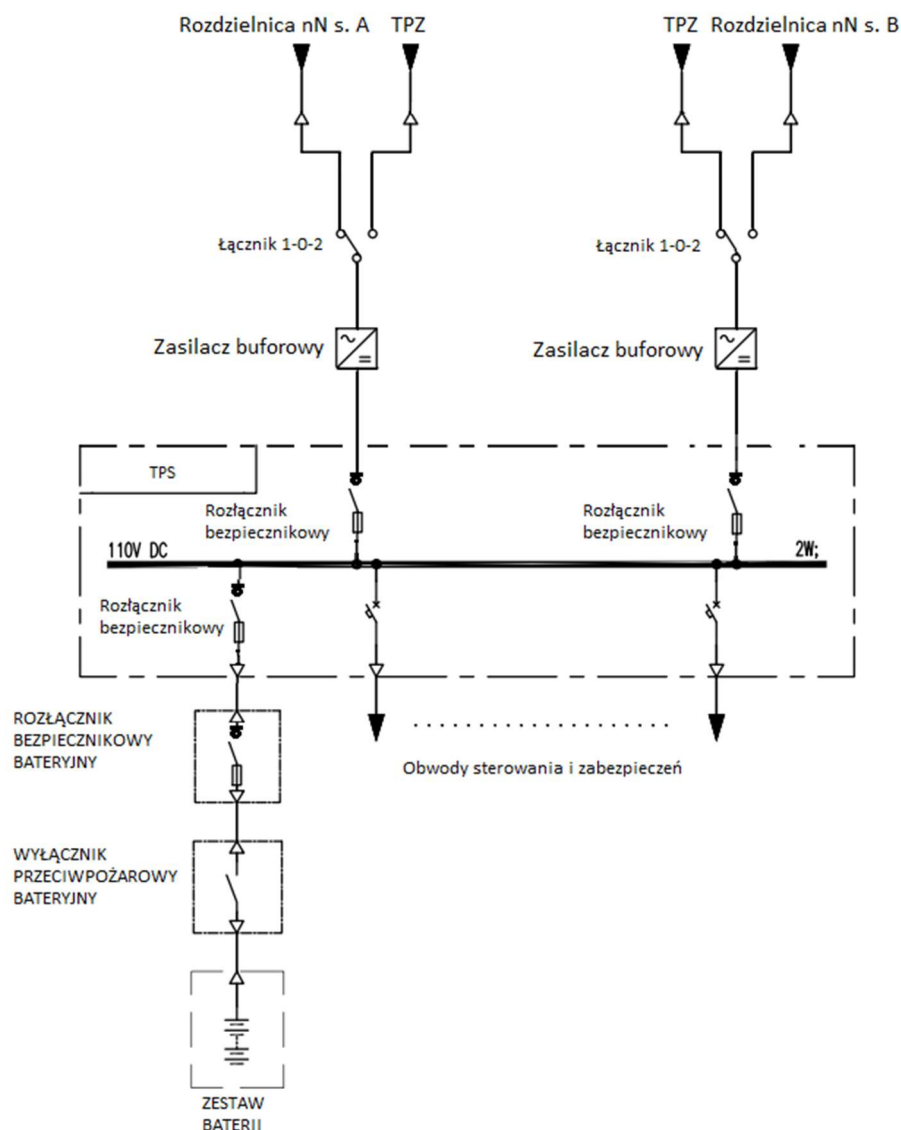 Rozdzielnica nN s. A TPZ
TPZ Rozdzielnica nN s. B
Łącznik 1-0-2
Łącznik 1-0-2
Zasilacz buforowy
Zasilacz buforowy
TPS
Rozłącznik
bezpiecznikowy
Rozłącznik
bezpiecznikowy
110V DC
2W;
Rozłącznik
bezpiecznikowy
ROZŁĄCZNIK
BEZPIECZNIKOWY
BATERYJNY
Obwody sterowania i zabezpieczeń
WYŁĄCZNIK
PRZECIWPOŻAROWY
BATERYJNY
ZESTAW
BATERII